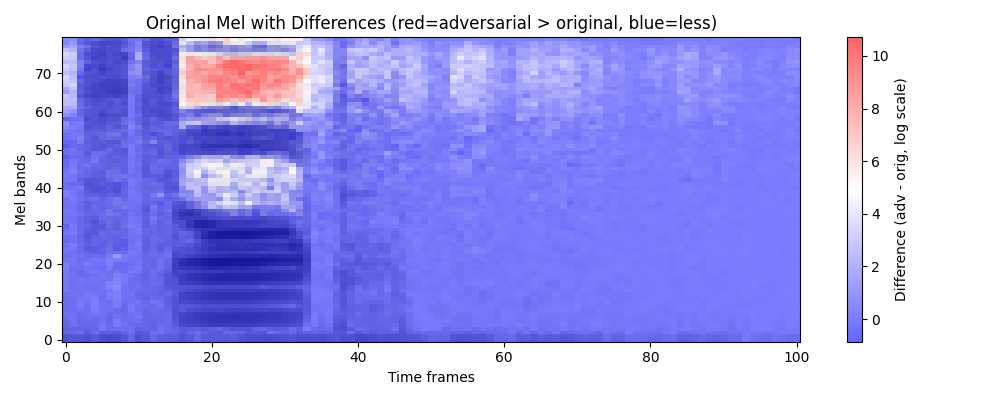 Original Mel with Differences (red=adversarial > original, blue=less)
Mel bands
70
60
50
40
30
20
10
0
0 20 40 60 80 100
Time frames
10
8
6
4
2
0
Difference (adv - orig, log scale)